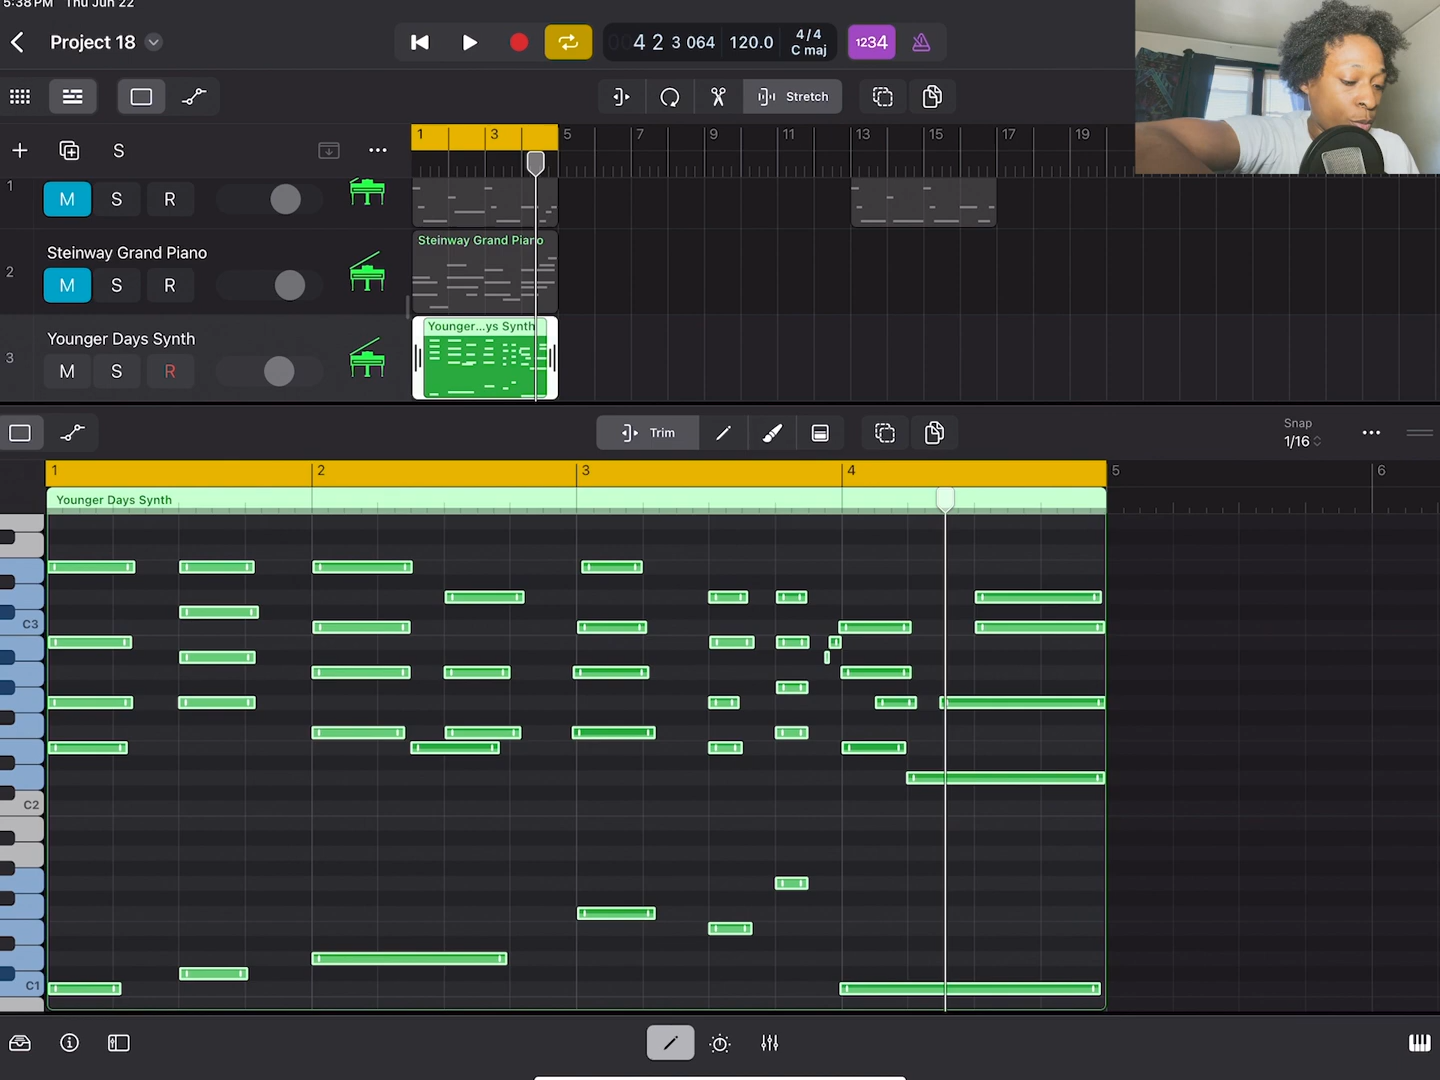 5:38 PM Thu Jun 22
Project 18
4 2 3 064
120.0
4/4
C maj
1234
Stretch
S
1 3 5 7 9 11 13 15 17 19
1
M S R
Steinway Grand Piano
2
M S R
Steinway Grand Piano
Younger Days Synth
3
M S R
Younger...ys Synth
Trim
Snap
1/16
1 2 3 4 5 6
Younger Days Synth
C3
C2
C1